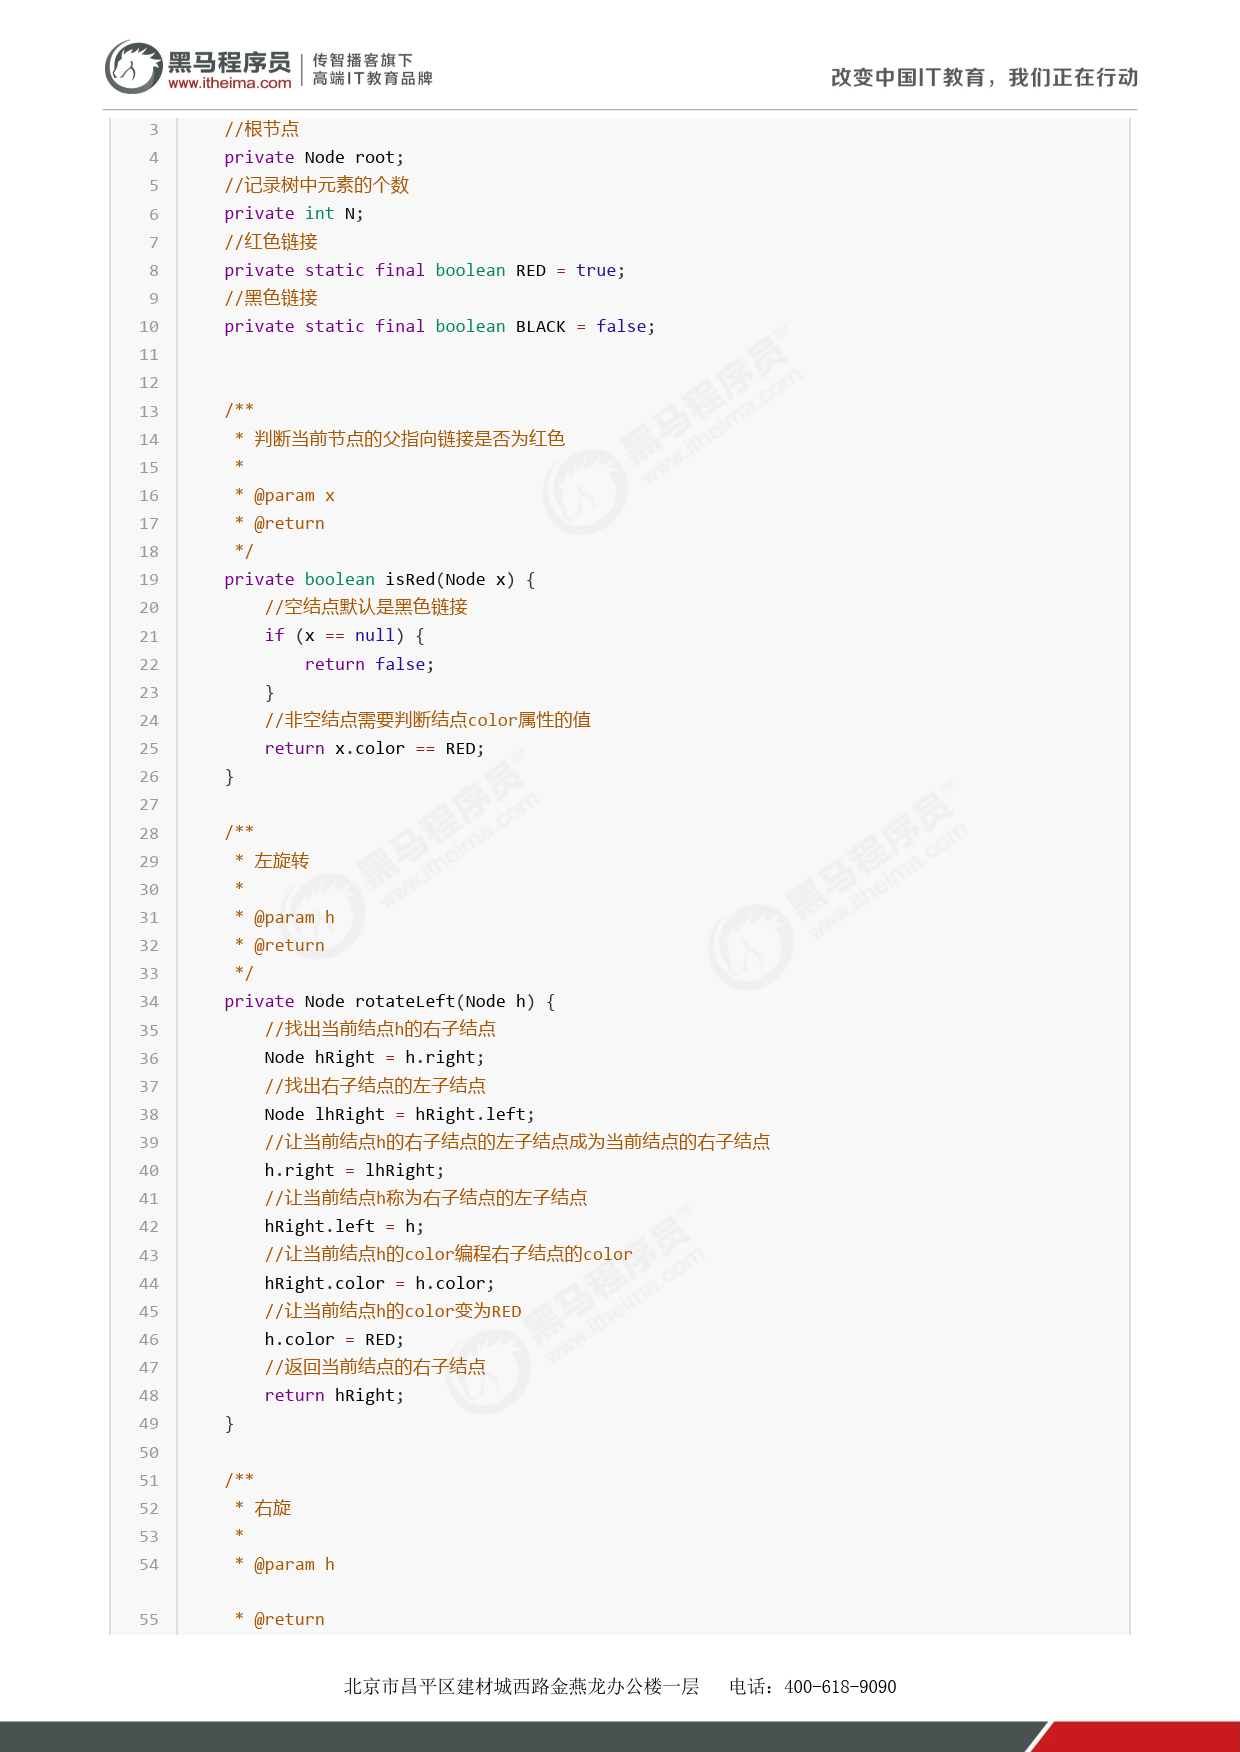 黑马程序员 传智播客旗下
www.itheima.com 高端IT教育品牌
改变中国IT教育，我们正在行动
3 //根节点
4 private Node root;
5 //记录树中元素的个数
6 private int N;
7 //红色链接
8 private static final boolean RED = true;
9 //黑色链接
10 private static final boolean BLACK = false;
11
12
13 /**
14 * 判断当前节点的父指向链接是否为红色
15 *
16 * @param x
17 * @return
18 */
19 private boolean isRed(Node x) {
20 //空结点默认是黑色链接
21 if (x == null) {
22 return false;
23 }
24 //非空结点需要判断结点color属性的值
25 return x.color == RED;
26 }
27
28 /**
29 * 左旋转
30 *
31 * @param h
32 * @return
33 */
34 private Node rotateLeft(Node h) {
35 //找出当前结点h的右子结点
36 Node hRight = h.right;
37 //找出右子结点的左子结点
38 Node lhRight = hRight.left;
39 //让当前结点h的右子结点的左子结点成为当前结点的右子结点
40 h.right = lhRight;
41 //让当前结点h称为右子结点的左子结点
42 hRight.left = h;
43 //让当前结点h的color编程右子结点的color
44 hRight.color = h.color;
45 //让当前结点h的color变为RED
46 h.color = RED;
47 //返回当前结点的右子结点
48 return hRight;
49 }
50
51 /**
52 * 右旋
53 *
54 * @param h
55 * @return
北京市昌平区建材城西路金燕龙办公楼一层 电话：400-618-9090